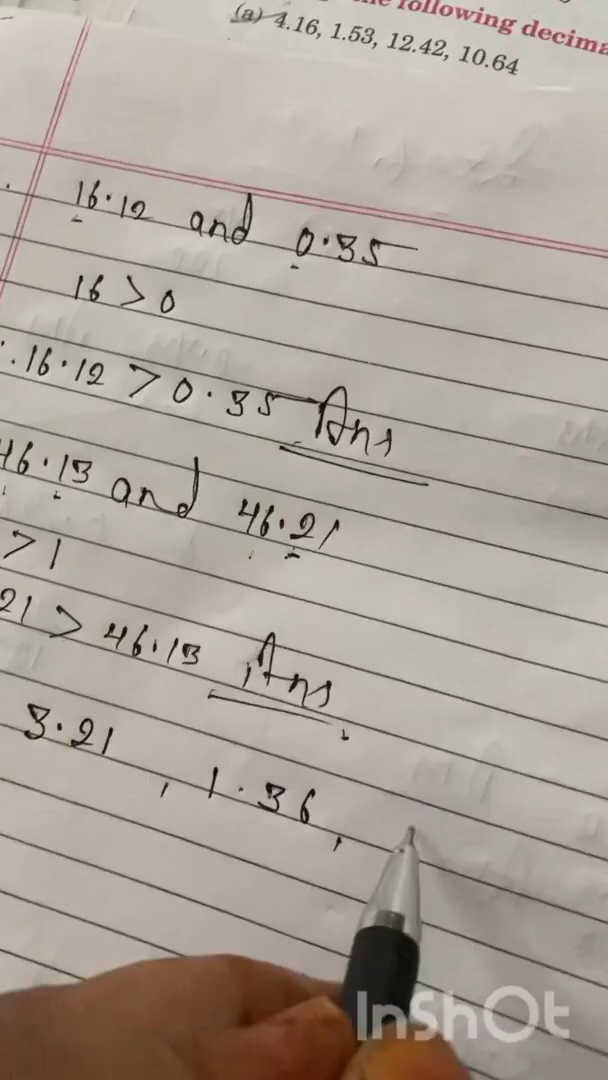 following decima
(a) 4.16, 1.53, 12.42, 10.64
16.12 and 0.35
16 > 0
∴ 16.12 > 0.35 Ans
46.13 and 46.21
> 1
21 > 46.13 Ans
3.21, 1.36,
InShOt